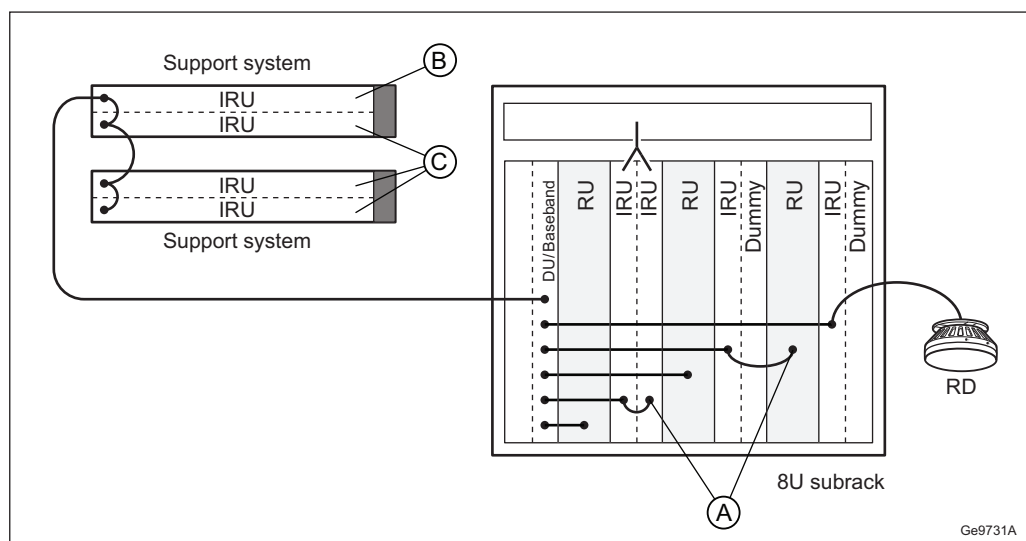 Support system
B
IRU
IRU
C
IRU
IRU
Support system
DU/Baseband
RU
IRU
IRU
RU
IRU
Dummy
RU
IRU
Dummy
RD
8U subrack
A
Ge9731A